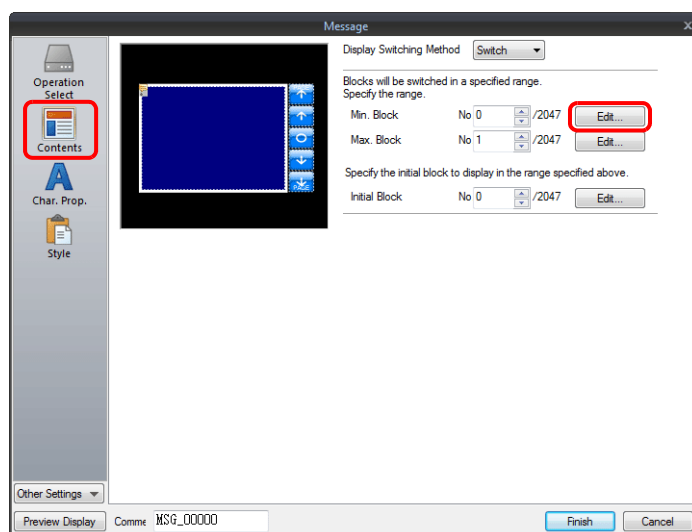 Message
x
Operation
Select
Contents
Char. Prop.
Style
Display Switching Method Switch
Blocks will be switched in a specified range.
Specify the range.
Min. Block No 0 /2047 Edit...
Max. Block No 1 /2047 Edit...
Specify the initial block to display in the range specified above.
Initial Block No 0 /2047 Edit...
Other Settings
Preview Display Comme MSG_00000 Finish Cancel